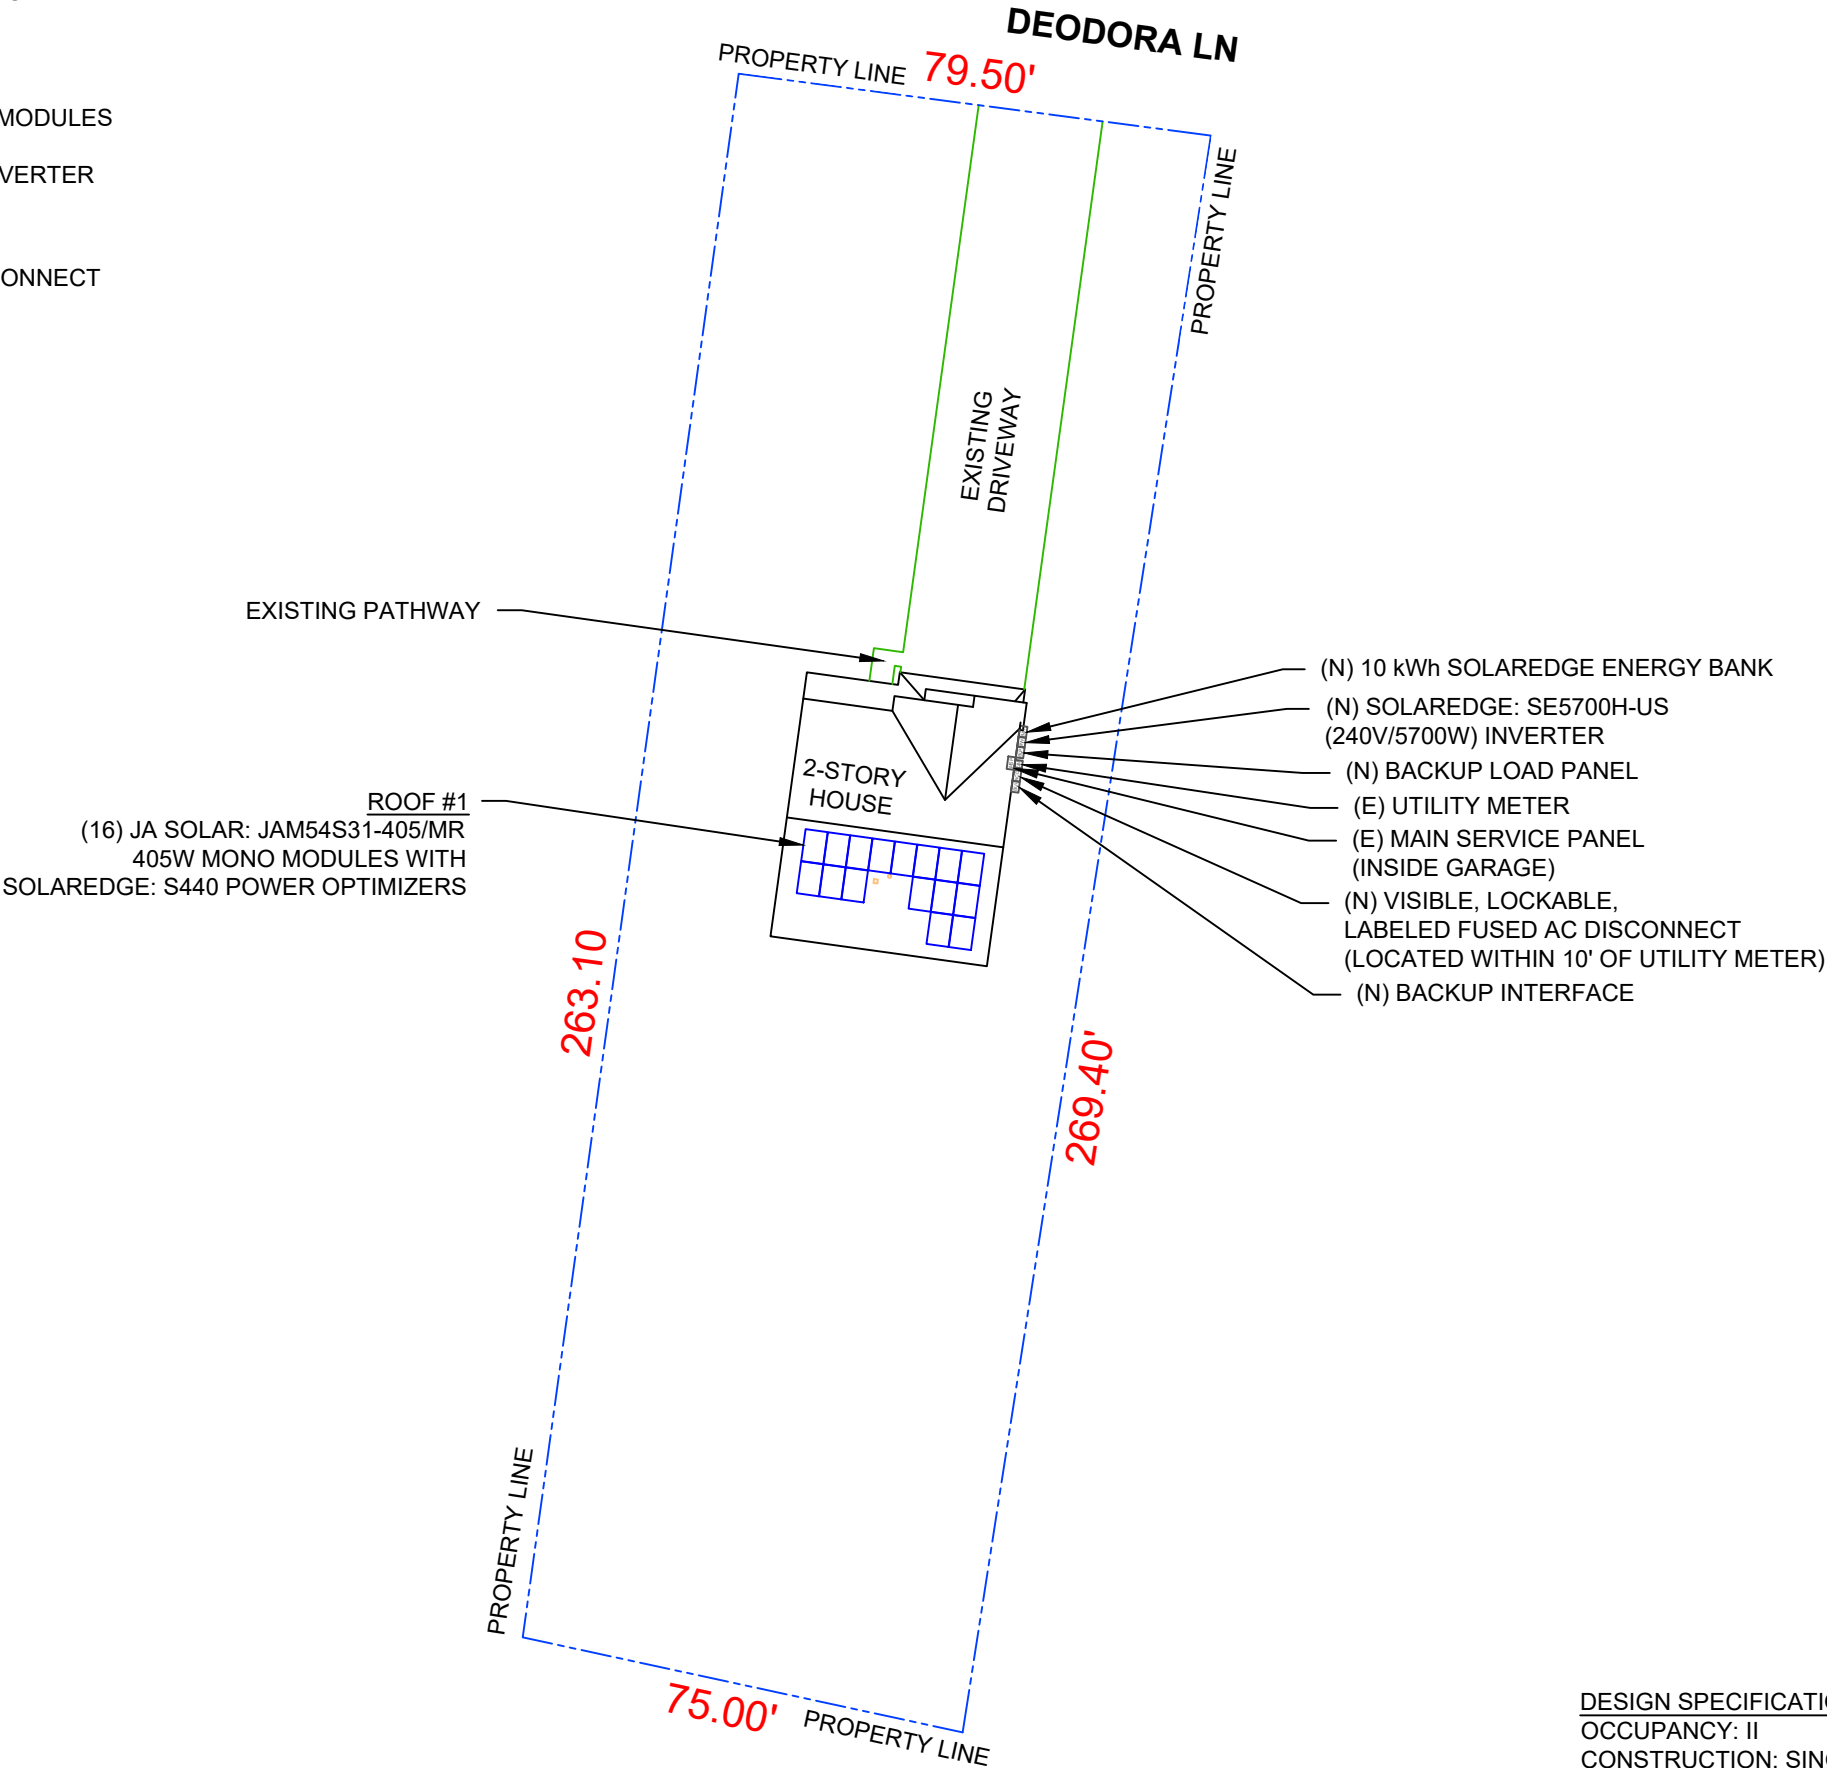 DEODORA LN
PROPERTY LINE
79.50'
MODULES
VERTER
ONNECT
PROPERTY LINE
EXISTING
DRIVEWAY
EXISTING PATHWAY
(N) 10 kWh SOLAREDGE ENERGY BANK
(N) SOLAREDGE: SE5700H-US
(240V/5700W) INVERTER
(N) BACKUP LOAD PANEL
(E) UTILITY METER
(E) MAIN SERVICE PANEL
(INSIDE GARAGE)
(N) VISIBLE, LOCKABLE,
LABELED FUSED AC DISCONNECT
(LOCATED WITHIN 10' OF UTILITY METER)
(N) BACKUP INTERFACE
2-STORY
HOUSE
ROOF #1
(16) JA SOLAR: JAM54S31-405/MR
405W MONO MODULES WITH
SOLAREDGE: S440 POWER OPTIMIZERS
263.10
269.40'
PROPERTY LINE
75.00'
PROPERTY LINE
DESIGN SPECIFICATIO
OCCUPANCY: II
CONSTRUCTION: SING